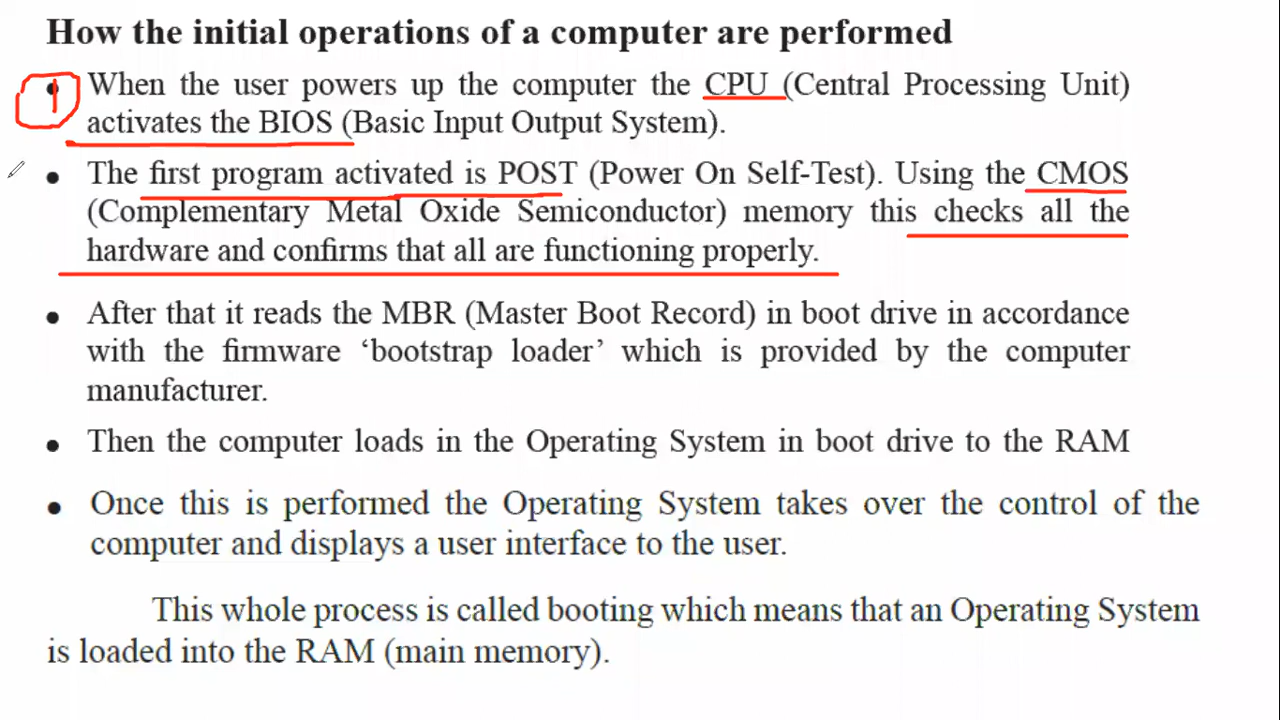 How the initial operations of a computer are performed
1
• When the user powers up the computer the CPU (Central Processing Unit)
activates the BIOS (Basic Input Output System).
• The first program activated is POST (Power On Self-Test). Using the CMOS
(Complementary Metal Oxide Semiconductor) memory this checks all the
hardware and confirms that all are functioning properly.
• After that it reads the MBR (Master Boot Record) in boot drive in accordance
with the firmware ‘bootstrap loader’ which is provided by the computer
manufacturer.
• Then the computer loads in the Operating System in boot drive to the RAM
• Once this is performed the Operating System takes over the control of the
computer and displays a user interface to the user.
This whole process is called booting which means that an Operating System
is loaded into the RAM (main memory).